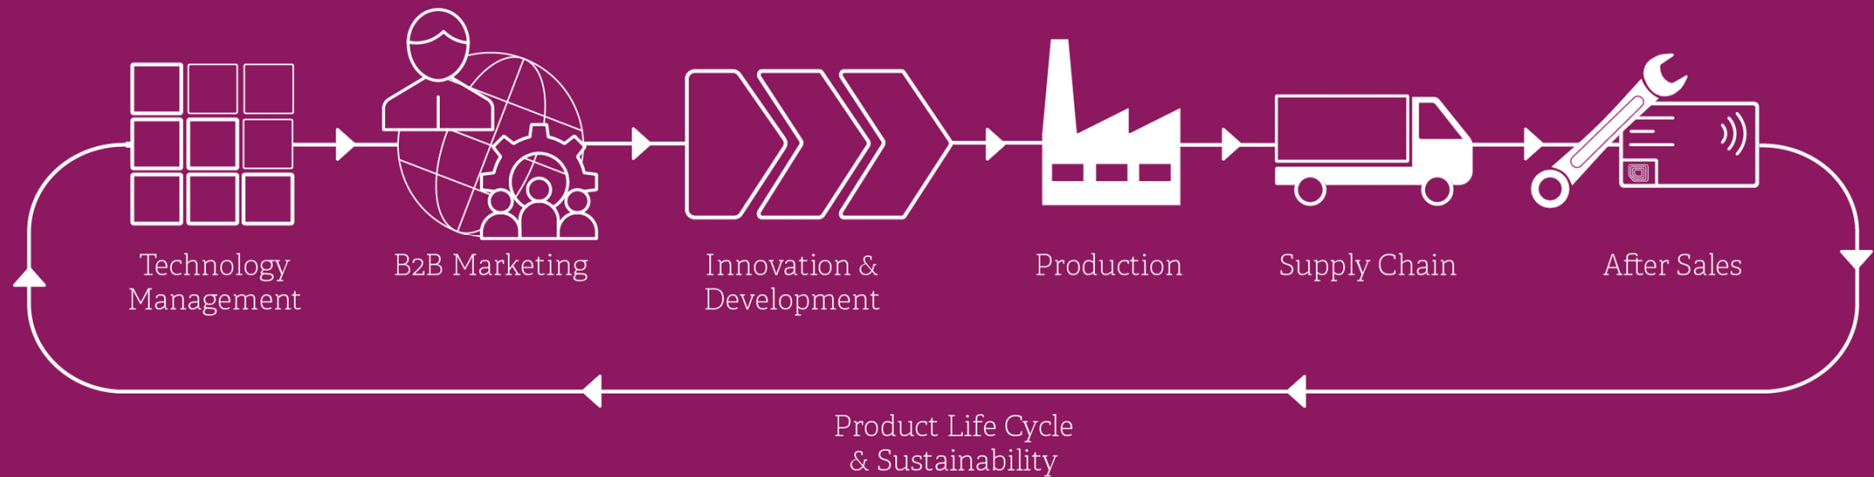 Technology
Management
B2B Marketing
Innovation &
Development
Production
Supply Chain
After Sales
Product Life Cycle
& Sustainability